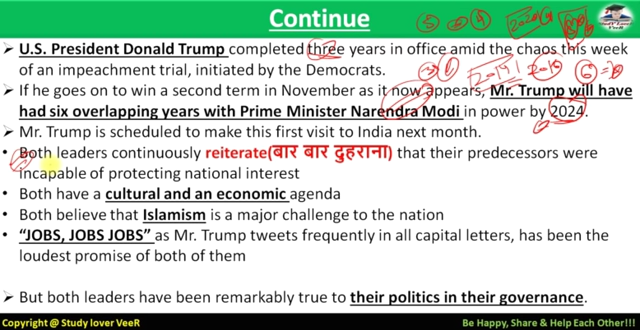 Continue
➢ U.S. President Donald Trump completed three years in office amid the chaos this week
of an impeachment trial, initiated by the Democrats.
➢ If he goes on to win a second term in November as it now appears, Mr. Trump will have
had six overlapping years with Prime Minister Narendra Modi in power by 2024.
➢ Mr. Trump is scheduled to make this first visit to India next month.
• Both leaders continuously reiterate(बार बार दुहराना) that their predecessors were
incapable of protecting national interest
• Both have a cultural and an economic agenda
• Both believe that Islamism is a major challenge to the nation
• “JOBS, JOBS JOBS” as Mr. Trump tweets frequently in all capital letters, has been the
loudest promise of both of them
➢ But both leaders have been remarkably true to their politics in their governance.
Copyright @ Study lover VeeR
Be Happy, Share & Help Each Other!!!